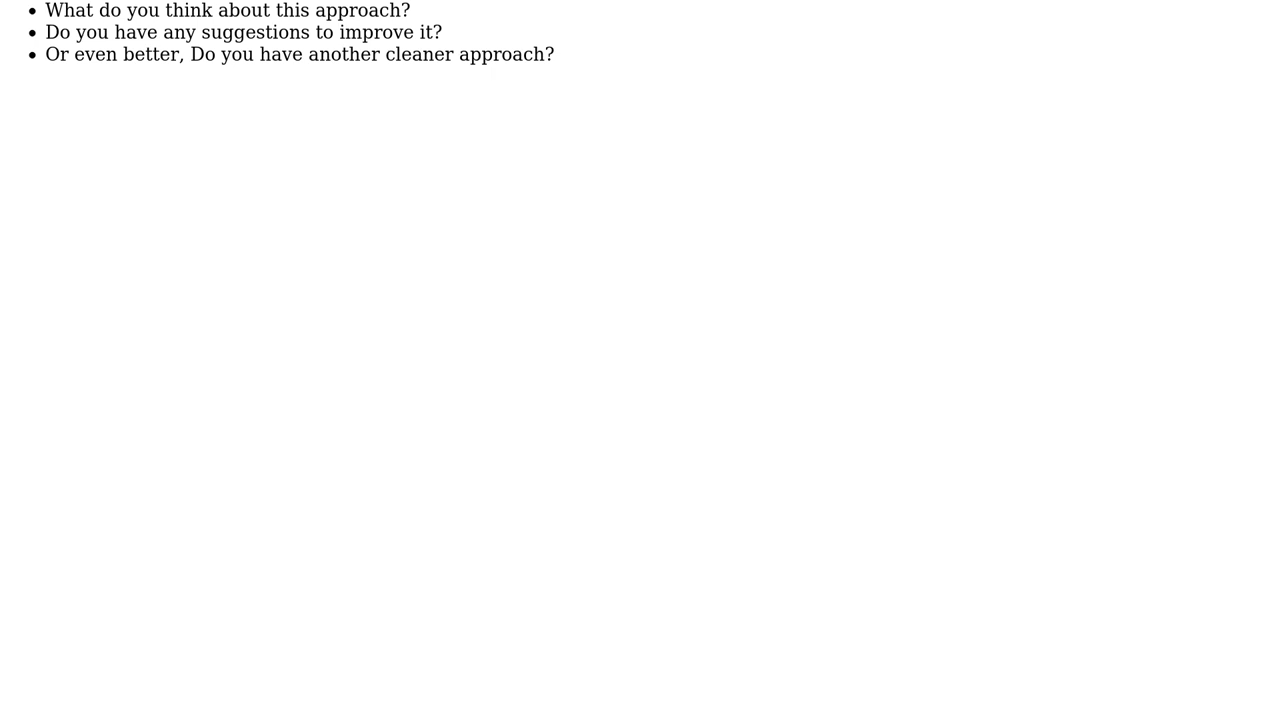 • What do you think about this approach?
• Do you have any suggestions to improve it?
• Or even better, Do you have another cleaner approach?